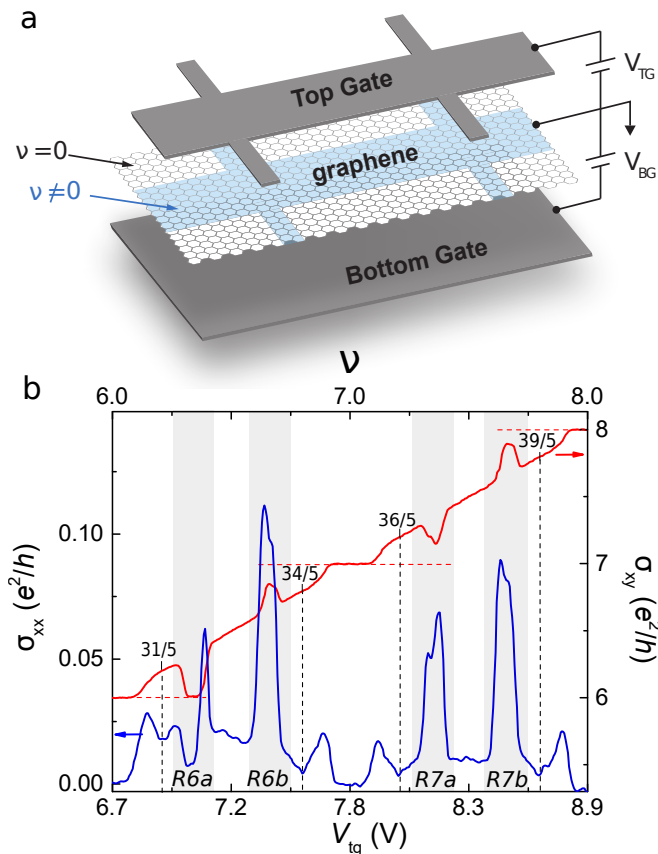 a
Top Gate
V_TG
ν=0
graphene
ν≠0
V_BG
Bottom Gate
ν
b
6.0 7.0 8.0
39/5
8
36/5
0.10
34/5
7
σ_xx (e²/h)
σ_xy (e²/h)
0.05
31/5
6
0.00
R6a R6b R7a R7b
6.7 7.2 7.8 8.3 8.9
V_tg (V)